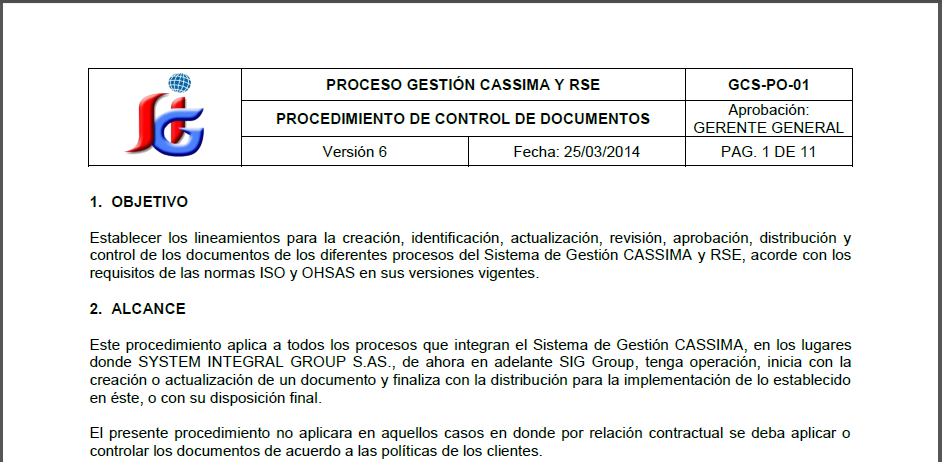 SiG
PROCESO GESTIÓN CASSIMA Y RSE
GCS-PO-01
PROCEDIMIENTO DE CONTROL DE DOCUMENTOS
Aprobación:
GERENTE GENERAL
Versión 6
Fecha: 25/03/2014
PAG. 1 DE 11
1. OBJETIVO
Establecer los lineamientos para la creación, identificación, actualización, revisión, aprobación, distribución y
control de los documentos de los diferentes procesos del Sistema de Gestión CASSIMA y RSE, acorde con los
requisitos de las normas ISO y OHSAS en sus versiones vigentes.
2. ALCANCE
Este procedimiento aplica a todos los procesos que integran el Sistema de Gestión CASSIMA, en los lugares
donde SYSTEM INTEGRAL GROUP S.AS., de ahora en adelante SIG Group, tenga operación, inicia con la
creación o actualización de un documento y finaliza con la distribución para la implementación de lo establecido
en éste, o con su disposición final.
El presente procedimiento no aplicara en aquellos casos en donde por relación contractual se deba aplicar o
controlar los documentos de acuerdo a las políticas de los clientes.